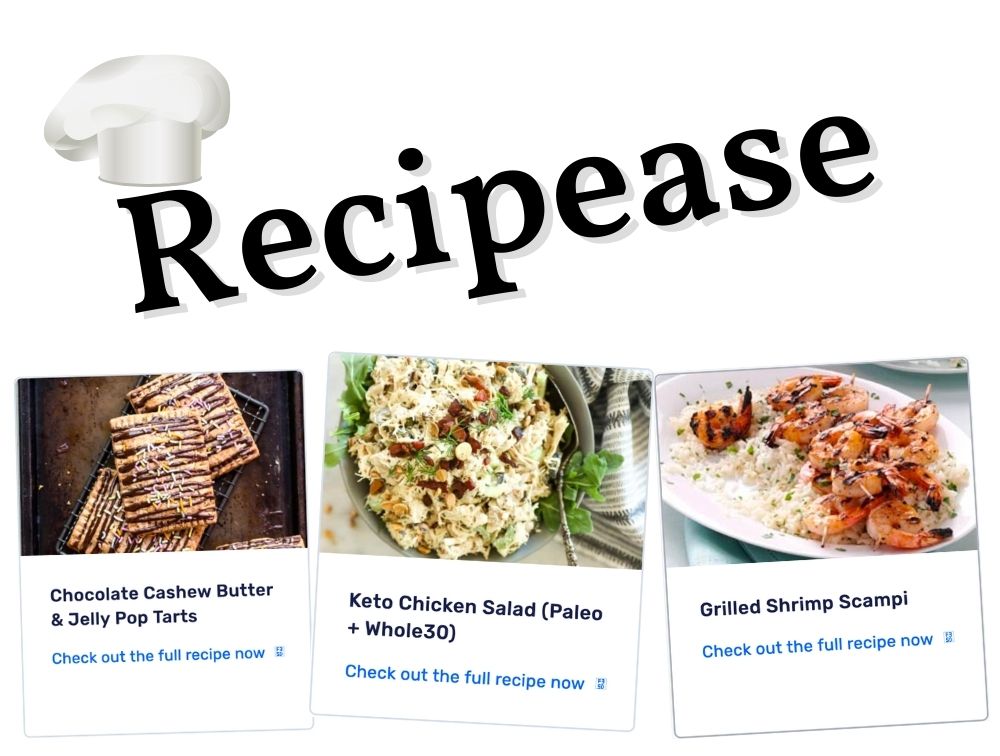 Recipease
Chocolate Cashew Butter
& Jelly Pop Tarts
Check out the full recipe now
Keto Chicken Salad (Paleo
+ Whole30)
Check out the full recipe now
Grilled Shrimp Scampi
Check out the full recipe now